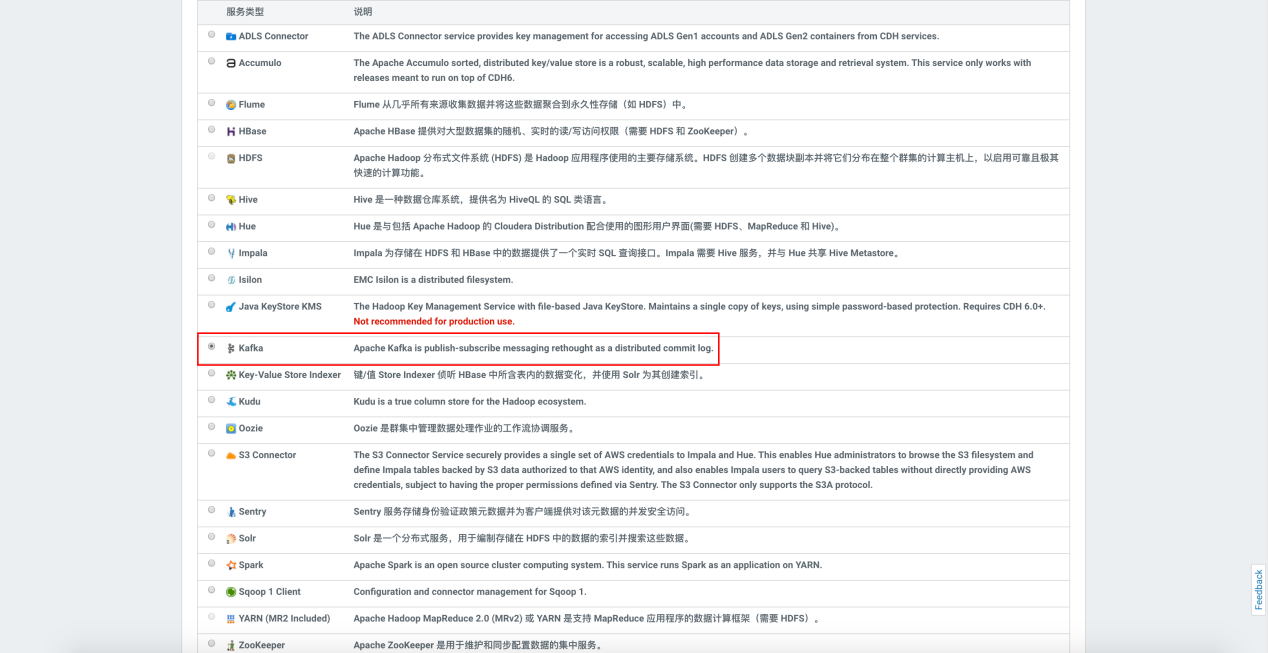 服务类型 说明
ADLS Connector The ADLS Connector service provides key management for accessing ADLS Gen1 accounts and ADLS Gen2 containers from CDH services.
Accumulo The Apache Accumulo sorted, distributed key/value store is a robust, scalable, high performance data storage and retrieval system. This service only works with
releases meant to run on top of CDH6.
Flume Flume 从几乎所有来源收集数据并将这些数据聚合到永久性存储（如 HDFS）中。
HBase Apache HBase 提供对大型数据集的随机、实时的读/写访问权限（需要 HDFS 和 ZooKeeper）。
HDFS Apache Hadoop 分布式文件系统 (HDFS) 是 Hadoop 应用程序使用的主要存储系统。HDFS 创建多个数据块副本并将它们分布在整个群集的计算主机上，以启用可靠且极其
快速的计算功能。
Hive Hive 是一种数据仓库系统，提供名为 HiveQL 的 SQL 类语言。
Hue Hue 是与包括 Apache Hadoop 的 Cloudera Distribution 配合使用的图形用户界面(需要 HDFS、MapReduce 和 Hive)。
Impala Impala 为存储在 HDFS 和 HBase 中的数据提供了一个实时 SQL 查询接口。Impala 需要 Hive 服务，并与 Hue 共享 Hive Metastore。
Isilon EMC Isilon is a distributed filesystem.
Java KeyStore KMS The Hadoop Key Management Service with file-based Java KeyStore. Maintains a single copy of keys, using simple password-based protection. Requires CDH 6.0+.
Not recommended for production use.
Kafka Apache Kafka is publish-subscribe messaging rethought as a distributed commit log.
Key-Value Store Indexer 键/值 Store Indexer 侦听 HBase 中所含表内的数据变化，并使用 Solr 为其创建索引。
Kudu Kudu is a true column store for the Hadoop ecosystem.
Oozie Oozie 是群集中管理数据处理作业的工作流协调服务。
S3 Connector The S3 Connector Service securely provides a single set of AWS credentials to Impala and Hue. This enables Hue administrators to browse the S3 filesystem and
define Impala tables backed by S3 data authorized to that AWS identity, and also enables Impala users to query S3-backed tables without directly providing AWS
credentials, subject to having the proper permissions defined via Sentry. The S3 Connector only supports the S3A protocol.
Sentry Sentry 服务存储身份验证政策元数据并为客户端提供对该元数据的并发安全访问。
Solr Solr 是一个分布式服务，用于编制存储在 HDFS 中的数据的索引并搜索这些数据。
Spark Apache Spark is an open source cluster computing system. This service runs Spark as an application on YARN.
Sqoop 1 Client Configuration and connector management for Sqoop 1.
YARN (MR2 Included) Apache Hadoop MapReduce 2.0 (MRv2) 或 YARN 是支持 MapReduce 应用程序的数据计算框架（需要 HDFS）。
ZooKeeper Apache ZooKeeper 是用于维护和同步配置数据的集中服务。
Feedback